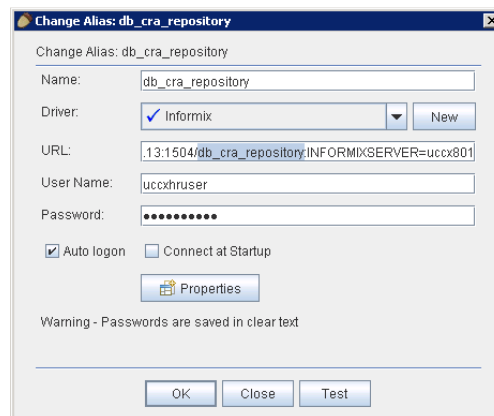 Change Alias: db_cra_repository
Change Alias: db_cra_repository
Name: db_cra_repository
Driver: Informix New
URL: .13:1504/db_cra_repository:INFORMIXSERVER=uccx801
User Name: uccxhruser
Password: ●●●●●●●●●●
Auto logon Connect at Startup
Properties
Warning - Passwords are saved in clear text
OK Close Test